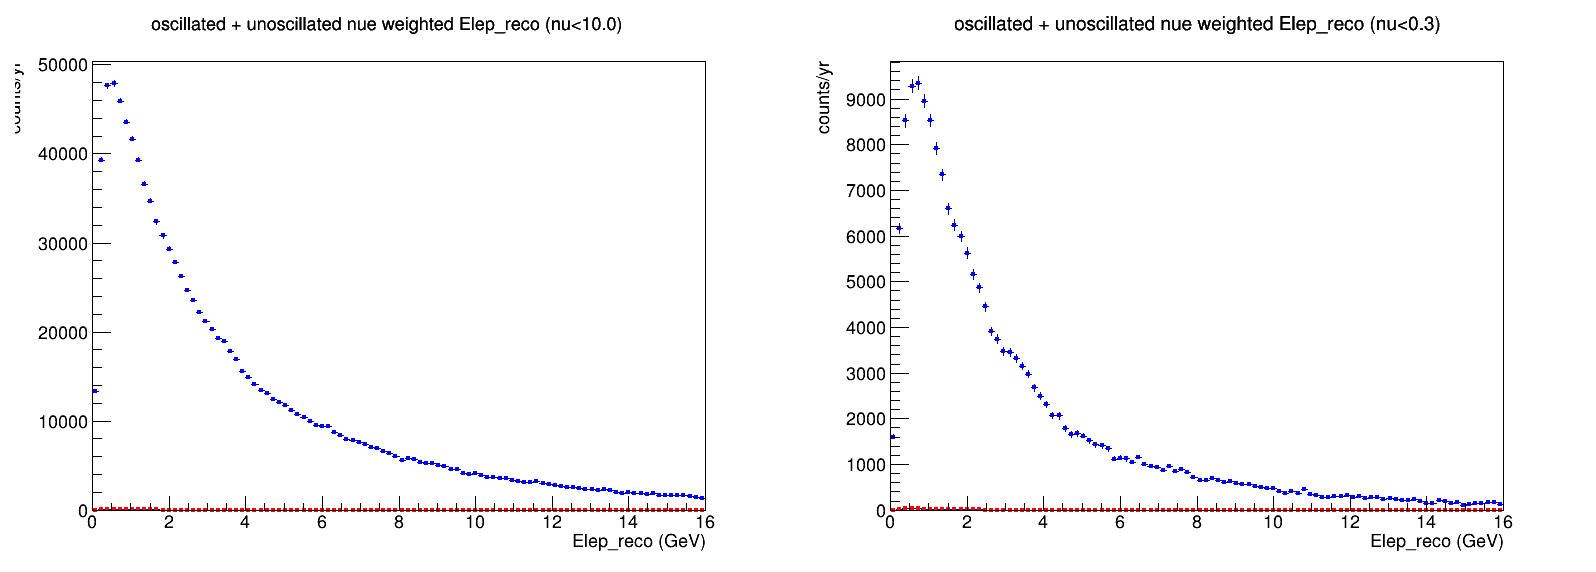 oscillated + unoscillated nue weighted Elep_reco (nu<10.0)
counts/yr
50000
40000
30000
20000
10000
0
0 2 4 6 8 10 12 14 16
Elep_reco (GeV)
oscillated + unoscillated nue weighted Elep_reco (nu<0.3)
counts/yr
9000
8000
7000
6000
5000
4000
3000
2000
1000
0
0 2 4 6 8 10 12 14 16
Elep_reco (GeV)